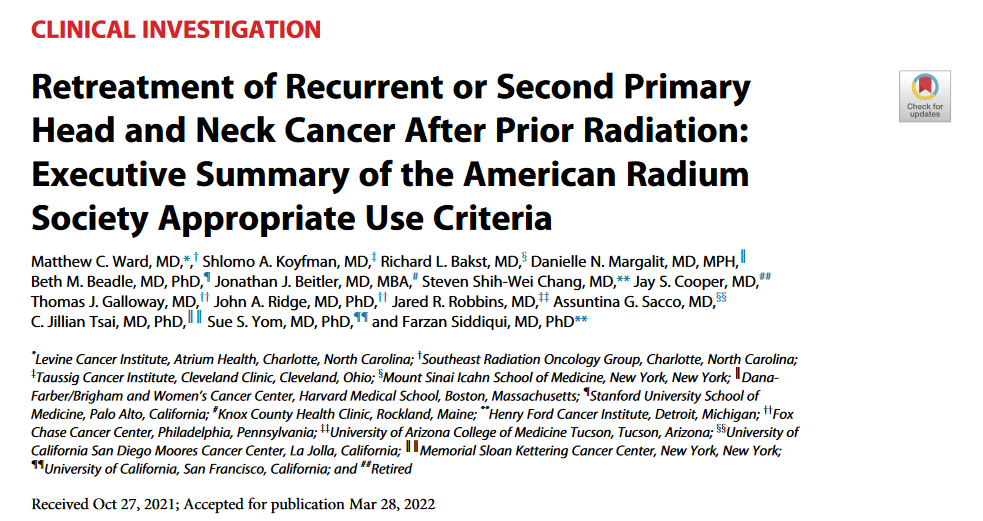 CLINICAL INVESTIGATION
Retreatment of Recurrent or Second Primary
Head and Neck Cancer After Prior Radiation:
Executive Summary of the American Radium
Society Appropriate Use Criteria
Check for
updates
Matthew C. Ward, MD,*,† Shlomo A. Koyfman, MD,‡ Richard L. Bakst, MD,§ Danielle N. Margalit, MD, MPH,‖
Beth M. Beadle, MD, PhD,¶ Jonathan J. Beitler, MD, MBA,# Steven Shih-Wei Chang, MD,** Jay S. Cooper, MD,##
Thomas J. Galloway, MD,†† John A. Ridge, MD, PhD,†† Jared R. Robbins, MD,‡‡ Assuntina G. Sacco, MD,§§
C. Jillian Tsai, MD, PhD,‖‖ Sue S. Yom, MD, PhD,¶¶ and Farzan Siddiqui, MD, PhD**
*Levine Cancer Institute, Atrium Health, Charlotte, North Carolina; †Southeast Radiation Oncology Group, Charlotte, North Carolina;
‡Taussig Cancer Institute, Cleveland Clinic, Cleveland, Ohio; §Mount Sinai Icahn School of Medicine, New York, New York; ‖Dana-
Farber/Brigham and Women's Cancer Center, Harvard Medical School, Boston, Massachusetts; ¶Stanford University School of
Medicine, Palo Alto, California; #Knox County Health Clinic, Rockland, Maine; **Henry Ford Cancer Institute, Detroit, Michigan; ††Fox
Chase Cancer Center, Philadelphia, Pennsylvania; ‡‡University of Arizona College of Medicine Tucson, Tucson, Arizona; §§University of
California San Diego Moores Cancer Center, La Jolla, California; ‖‖Memorial Sloan Kettering Cancer Center, New York, New York;
¶¶University of California, San Francisco, California; and ##Retired
Received Oct 27, 2021; Accepted for publication Mar 28, 2022